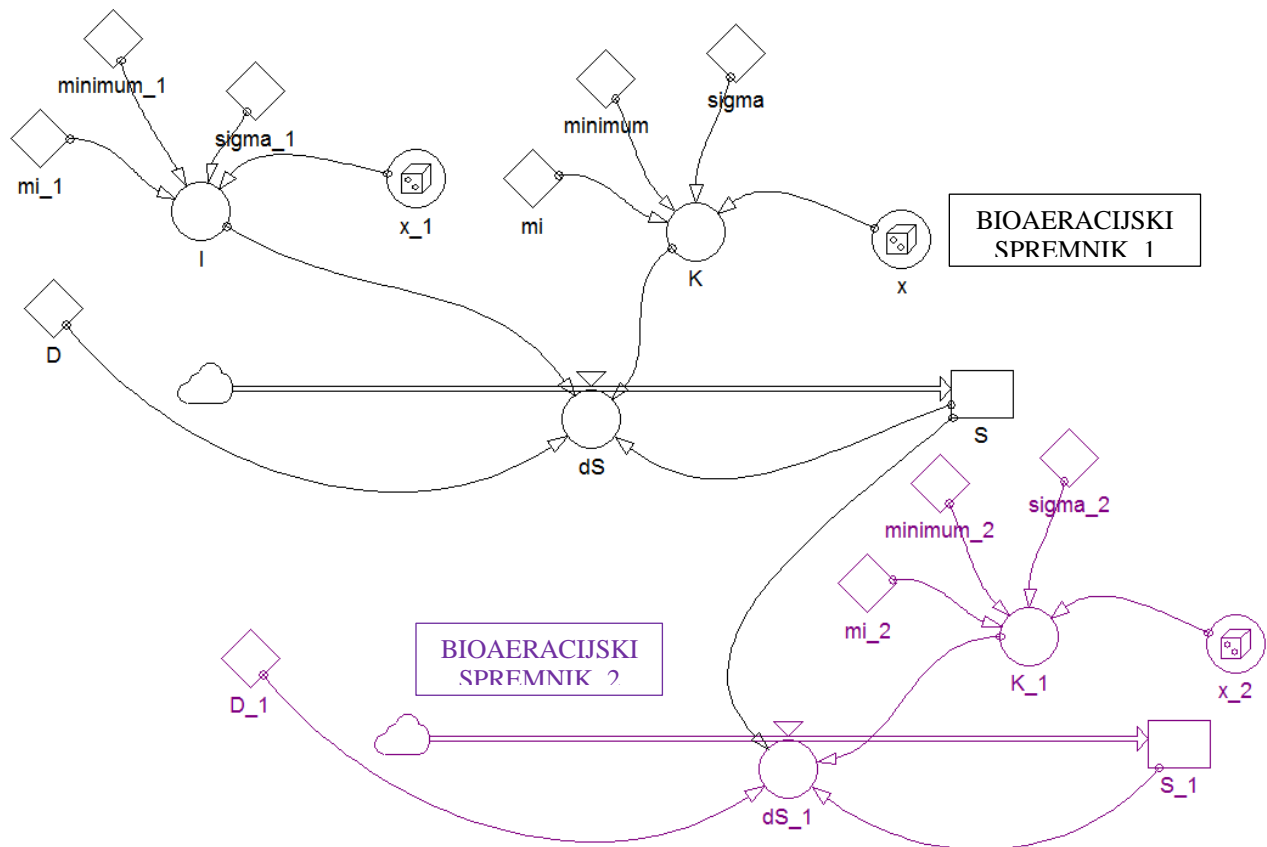 minimum_1
sigma_1
mi_1
x_1
I
minimum
sigma
mi
K
x
BIOAERACIJSKI
SPREMNIK_1
D
dS
S
minimum_2
sigma_2
mi_2
K_1
x_2
BIOAERACIJSKI
SPREMNIK_2
D_1
dS_1
S_1